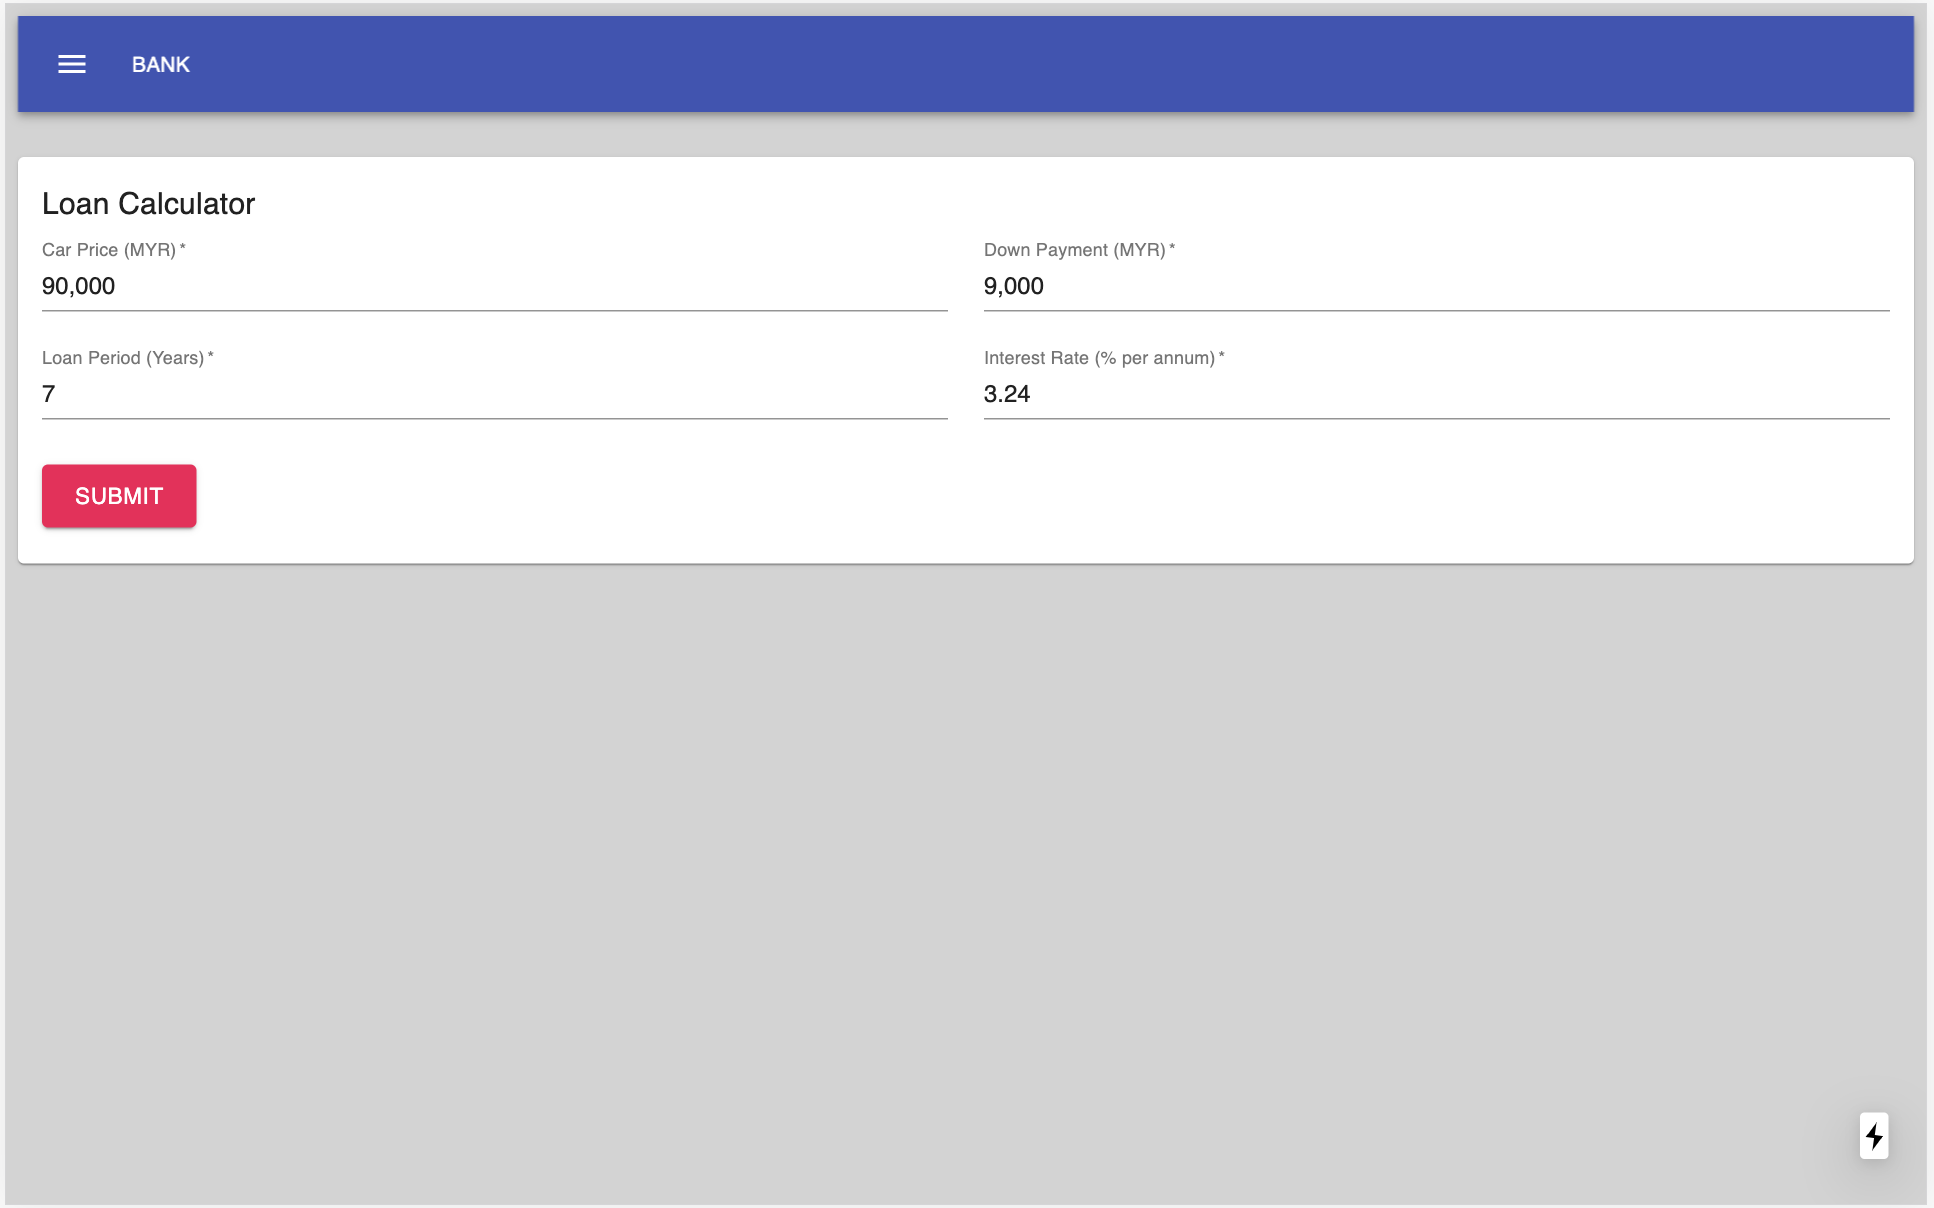 BANK
Loan Calculator
Car Price (MYR) *
90,000
Down Payment (MYR) *
9,000
Loan Period (Years) *
7
Interest Rate (% per annum) *
3.24
SUBMIT